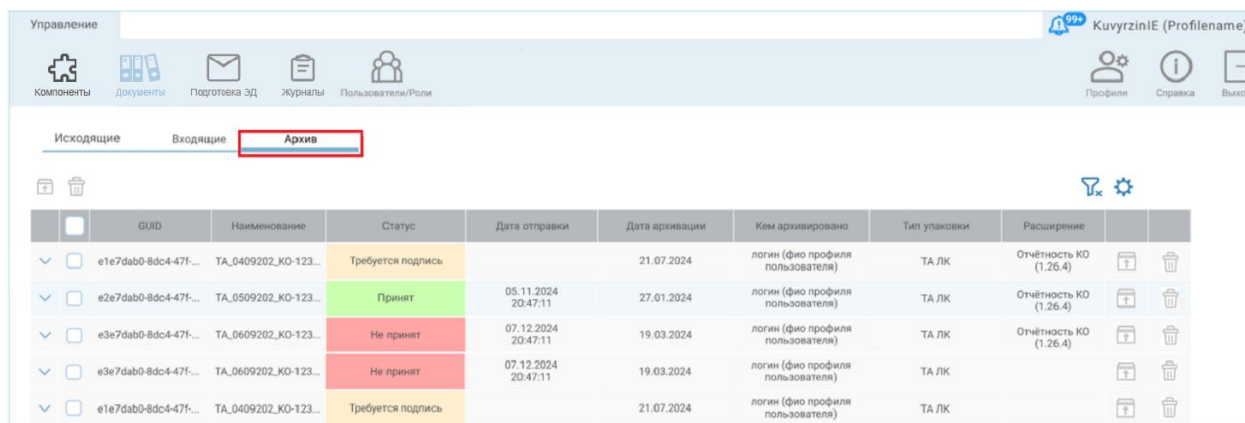 Управление
99+ KuvyrzinIE (Profilename)
Компоненты Документы Подготовка ЭД Журналы Пользователи/Роли Профили Справка Выхо
Исходящие Входящие Архив
GUID Наименование Статус Дата отправки Дата архивации Кем архивировано Тип упаковки Расширение
e1e7dab0-8dc4-47f-... TA_0409202_KO-123... Требуется подпись 21.07.2024 логин (фио профиля пользователя) ТА ЛК Отчётность КО (1.26.4)
e2e7dab0-8dc4-47f-... TA_0509202_KO-123... Принят 05.11.2024 20:47:11 27.01.2024 логин (фио профиля пользователя) ТА ЛК Отчётность КО (1.26.4)
e3e7dab0-8dc4-47f-... TA_0609202_KO-123... Не принят 07.12.2024 20:47:11 19.03.2024 логин (фио профиля пользователя) ТА ЛК Отчётность КО (1.26.4)
e3e7dab0-8dc4-47f-... TA_0609202_KO-123... Не принят 07.12.2024 20:47:11 19.03.2024 логин (фио профиля пользователя) ТА ЛК
e1e7dab0-8dc4-47f-... TA_0409202_KO-123... Требуется подпись 21.07.2024 логин (фио профиля пользователя) ТА ЛК